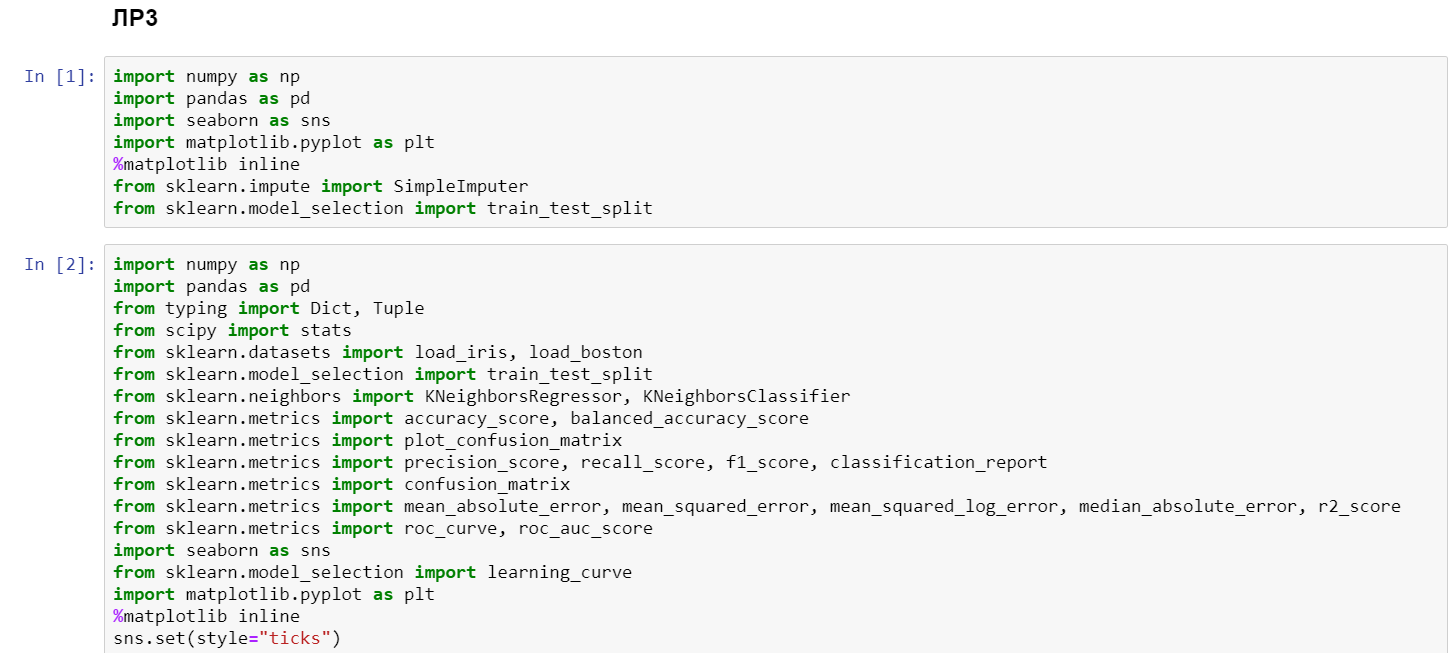 ЛР3
In [1]:
import numpy as np
import pandas as pd
import seaborn as sns
import matplotlib.pyplot as plt
%matplotlib inline
from sklearn.impute import SimpleImputer
from sklearn.model_selection import train_test_split
In [2]:
import numpy as np
import pandas as pd
from typing import Dict, Tuple
from scipy import stats
from sklearn.datasets import load_iris, load_boston
from sklearn.model_selection import train_test_split
from sklearn.neighbors import KNeighborsRegressor, KNeighborsClassifier
from sklearn.metrics import accuracy_score, balanced_accuracy_score
from sklearn.metrics import plot_confusion_matrix
from sklearn.metrics import precision_score, recall_score, f1_score, classification_report
from sklearn.metrics import confusion_matrix
from sklearn.metrics import mean_absolute_error, mean_squared_error, mean_squared_log_error, median_absolute_error, r2_score
from sklearn.metrics import roc_curve, roc_auc_score
import seaborn as sns
from sklearn.model_selection import learning_curve
import matplotlib.pyplot as plt
%matplotlib inline
sns.set(style="ticks")